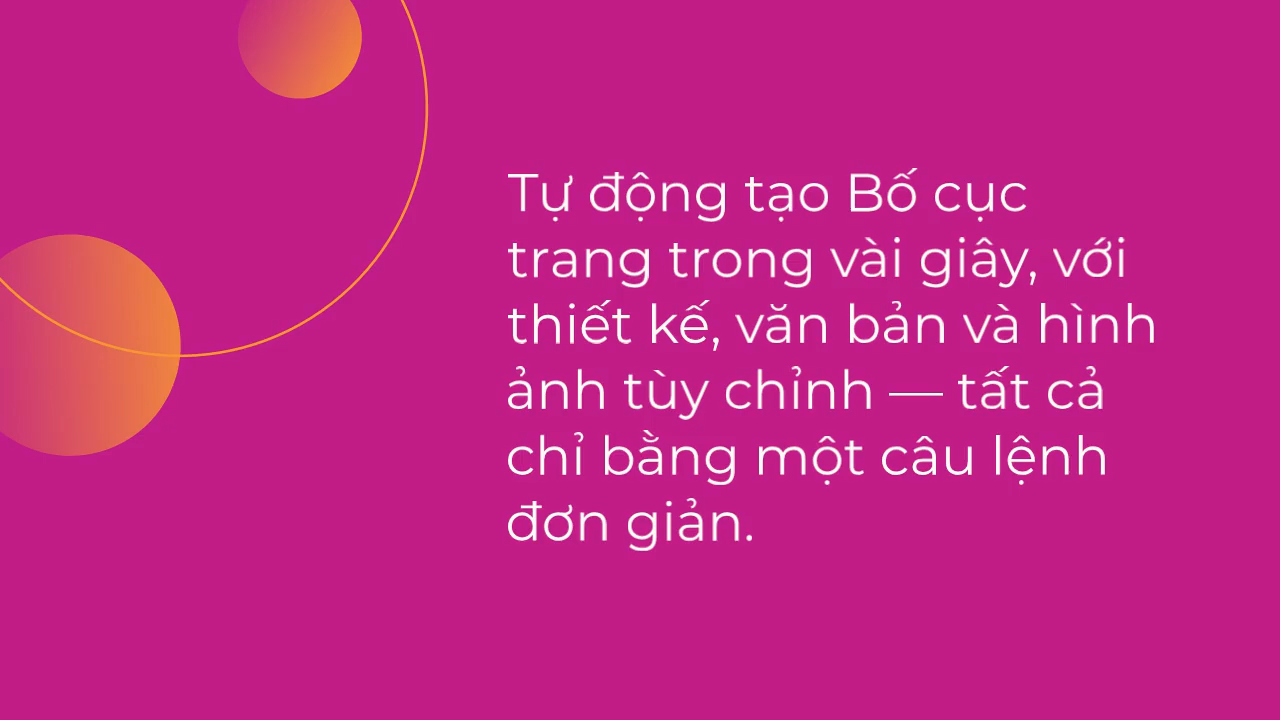 Tự động tạo Bố cục
trang trong vài giây, với
thiết kế, văn bản và hình
ảnh tùy chỉnh — tất cả
chỉ bằng một câu lệnh
đơn giản.